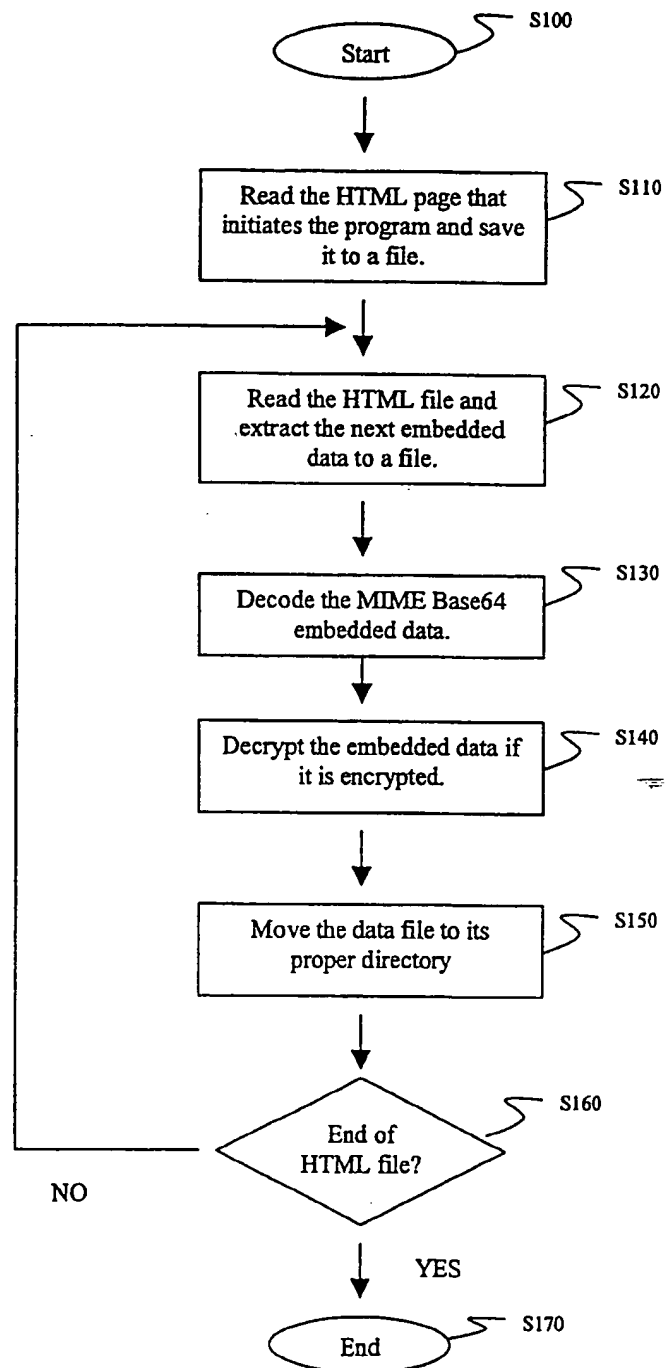 S100
Start
S110
Read the HTML page that
initiates the program and save
it to a file.
S120
Read the HTML file and
extract the next embedded
data to a file.
S130
Decode the MIME Base64
embedded data.
S140
Decrypt the embedded data if
it is encrypted.
S150
Move the data file to its
proper directory
S160
End of
HTML file?
NO
YES
S170
End